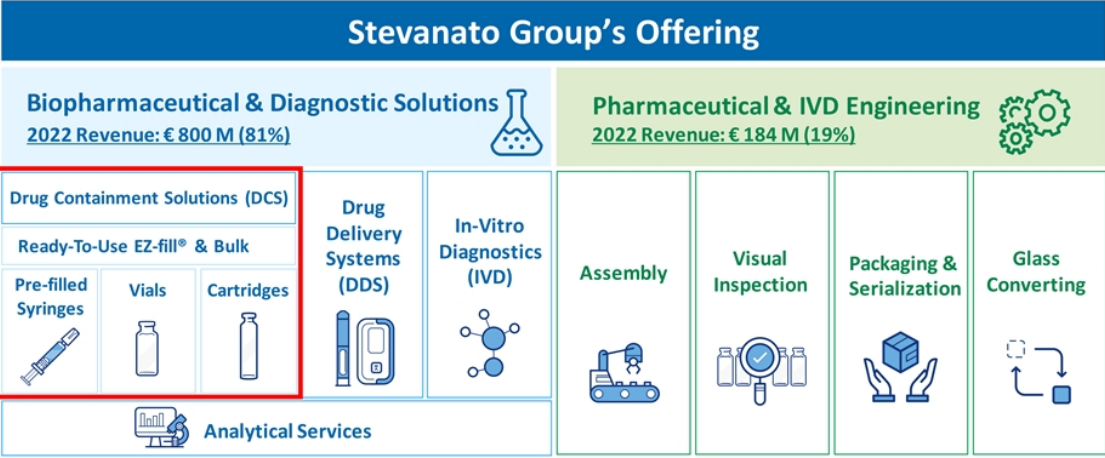 Stevanato Group's Offering
Biopharmaceutical & Diagnostic Solutions
2022 Revenue: € 800 M (81%)
Pharmaceutical & IVD Engineering
2022 Revenue: € 184 M (19%)
Drug Containment Solutions (DCS)
Ready-To-Use EZ-fill® & Bulk
Pre-filled
Syringes
Vials
Cartridges
Drug
Delivery
Systems
(DDS)
In-Vitro
Diagnostics
(IVD)
Analytical Services
Assembly
Visual
Inspection
Packaging &
Serialization
Glass
Converting